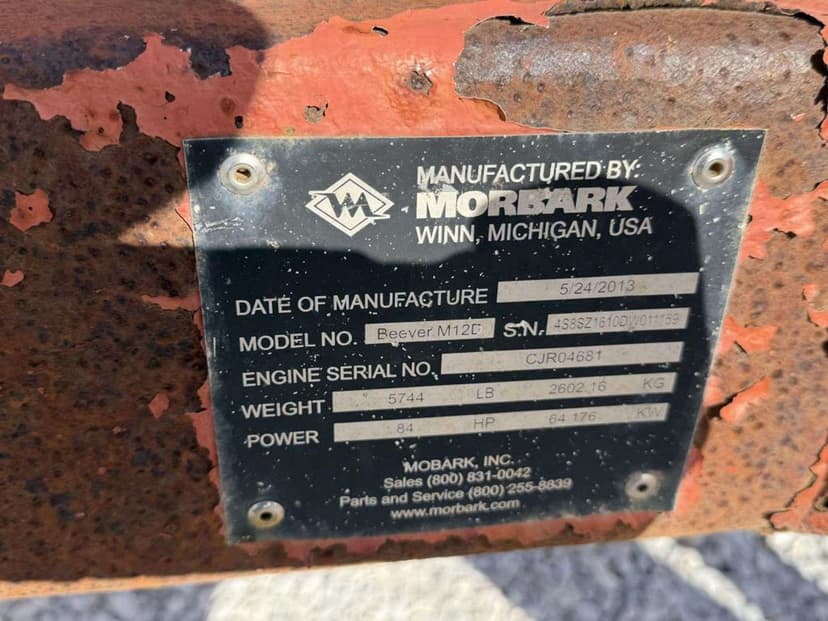 MANUFACTURED BY:
MORBARK
WINN, MICHIGAN, USA
DATE OF MANUFACTURE 5/24/2013
MODEL NO. Beever M12D S.N.
ENGINE SERIAL NO. CJR04681
WEIGHT 5744 LB 2602.16 KG
POWER 84 HP 64.176 KW
MOBARK, INC.
Sales (800) 831-0042
Parts and Service (800) 255-8839
www.morbark.com